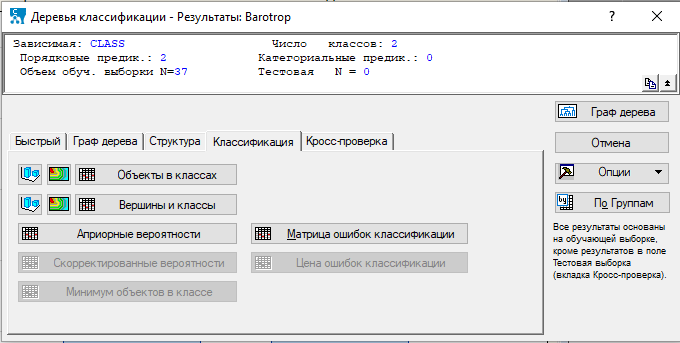 Деревья классификации - Результаты: Barotrop
Зависимая: CLASS Число классов: 2
Порядковые предик.: 2 Категориальные предик.: 0
Объем обуч. выборки N=37 Тестовая N = 0
Граф дерева
Отмена
Опции
by
По Группам
Быстрый Граф дерева Структура Классификация Кросс-проверка
Объекты в классах
Вершины и классы
Априорные вероятности Матрица ошибок классификации
Скорректированные вероятности Цена ошибок классификации
Минимум объектов в классе
Все результаты основаны
на обучающей выборке,
кроме результатов в поле
Тестовая выборка
(вкладка Кросс-проверка).